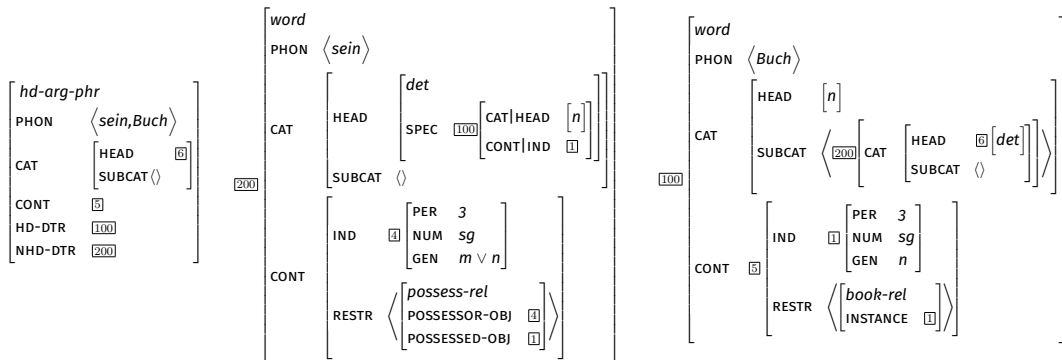 hd-arg-phr
PHON ⟨sein,Buch⟩
CAT [HEAD 6
SUBCAT⟨⟩]
CONT 5
HD-DTR 100
NHD-DTR 200
200
word
PHON ⟨sein⟩
CAT
HEAD
det
SPEC 100 [CAT|HEAD [n]
CONT|IND 1]
SUBCAT ⟨⟩
CONT
IND 4 [PER 3
NUM sg
GEN m ∨ n]
RESTR ⟨[possess-rel
POSSESSOR-OBJ 4
POSSESSED-OBJ 1]⟩
100
word
PHON ⟨Buch⟩
CAT
HEAD [n]
SUBCAT ⟨200 [CAT [HEAD 6 [det]
SUBCAT ⟨⟩]]⟩
CONT 5
IND 1 [PER 3
NUM sg
GEN n]
RESTR ⟨[book-rel
INSTANCE 1]⟩